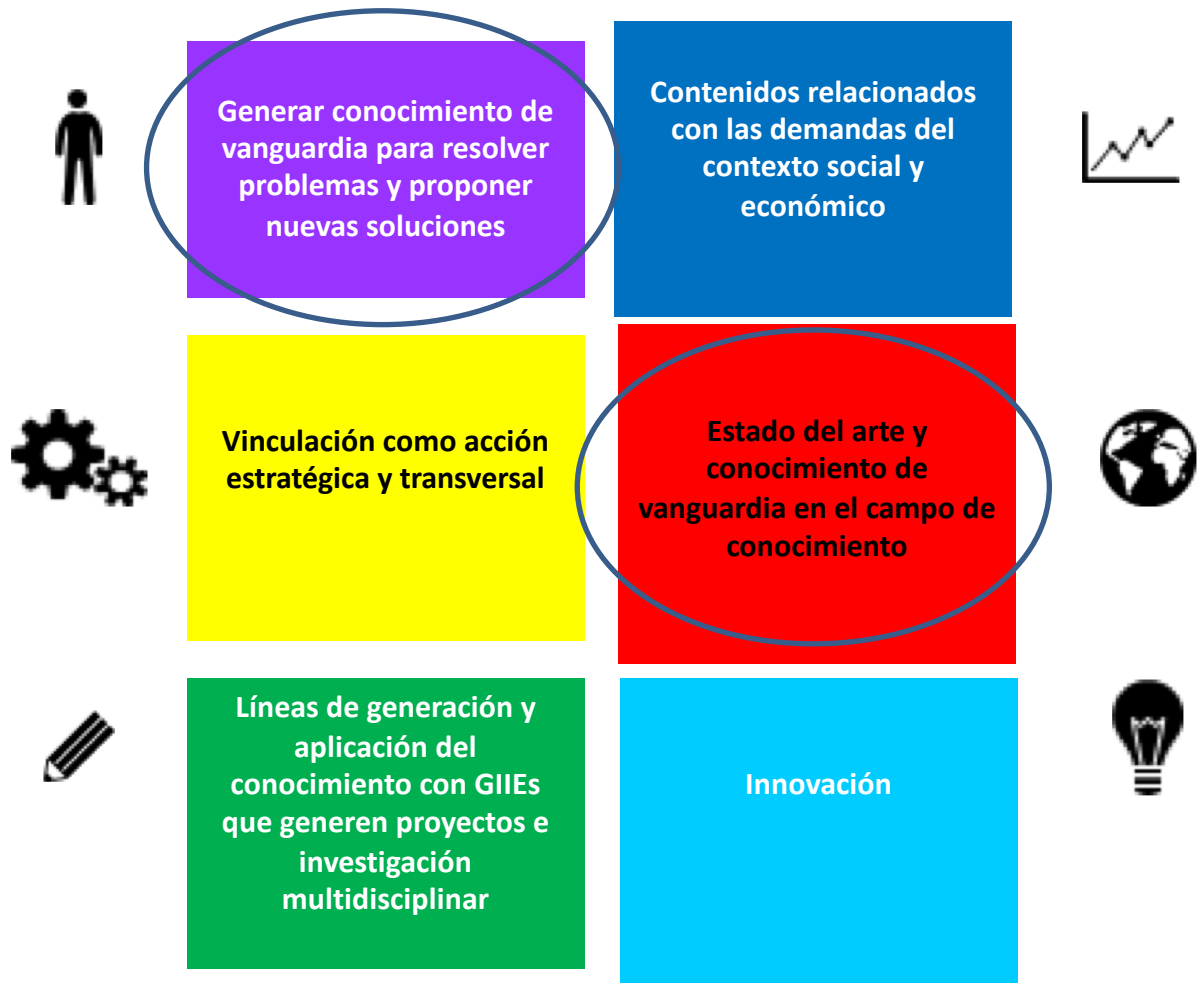 Generar conocimiento de
vanguardia para resolver
problemas y proponer
nuevas soluciones
Contenidos relacionados
con las demandas del
contexto social y
económico
Vinculación como acción
estratégica y transversal
Estado del arte y
conocimiento de
vanguardia en el campo de
conocimiento
Líneas de generación y
aplicación del
conocimiento con GIIEs
que generen proyectos e
investigación
multidisciplinar
Innovación